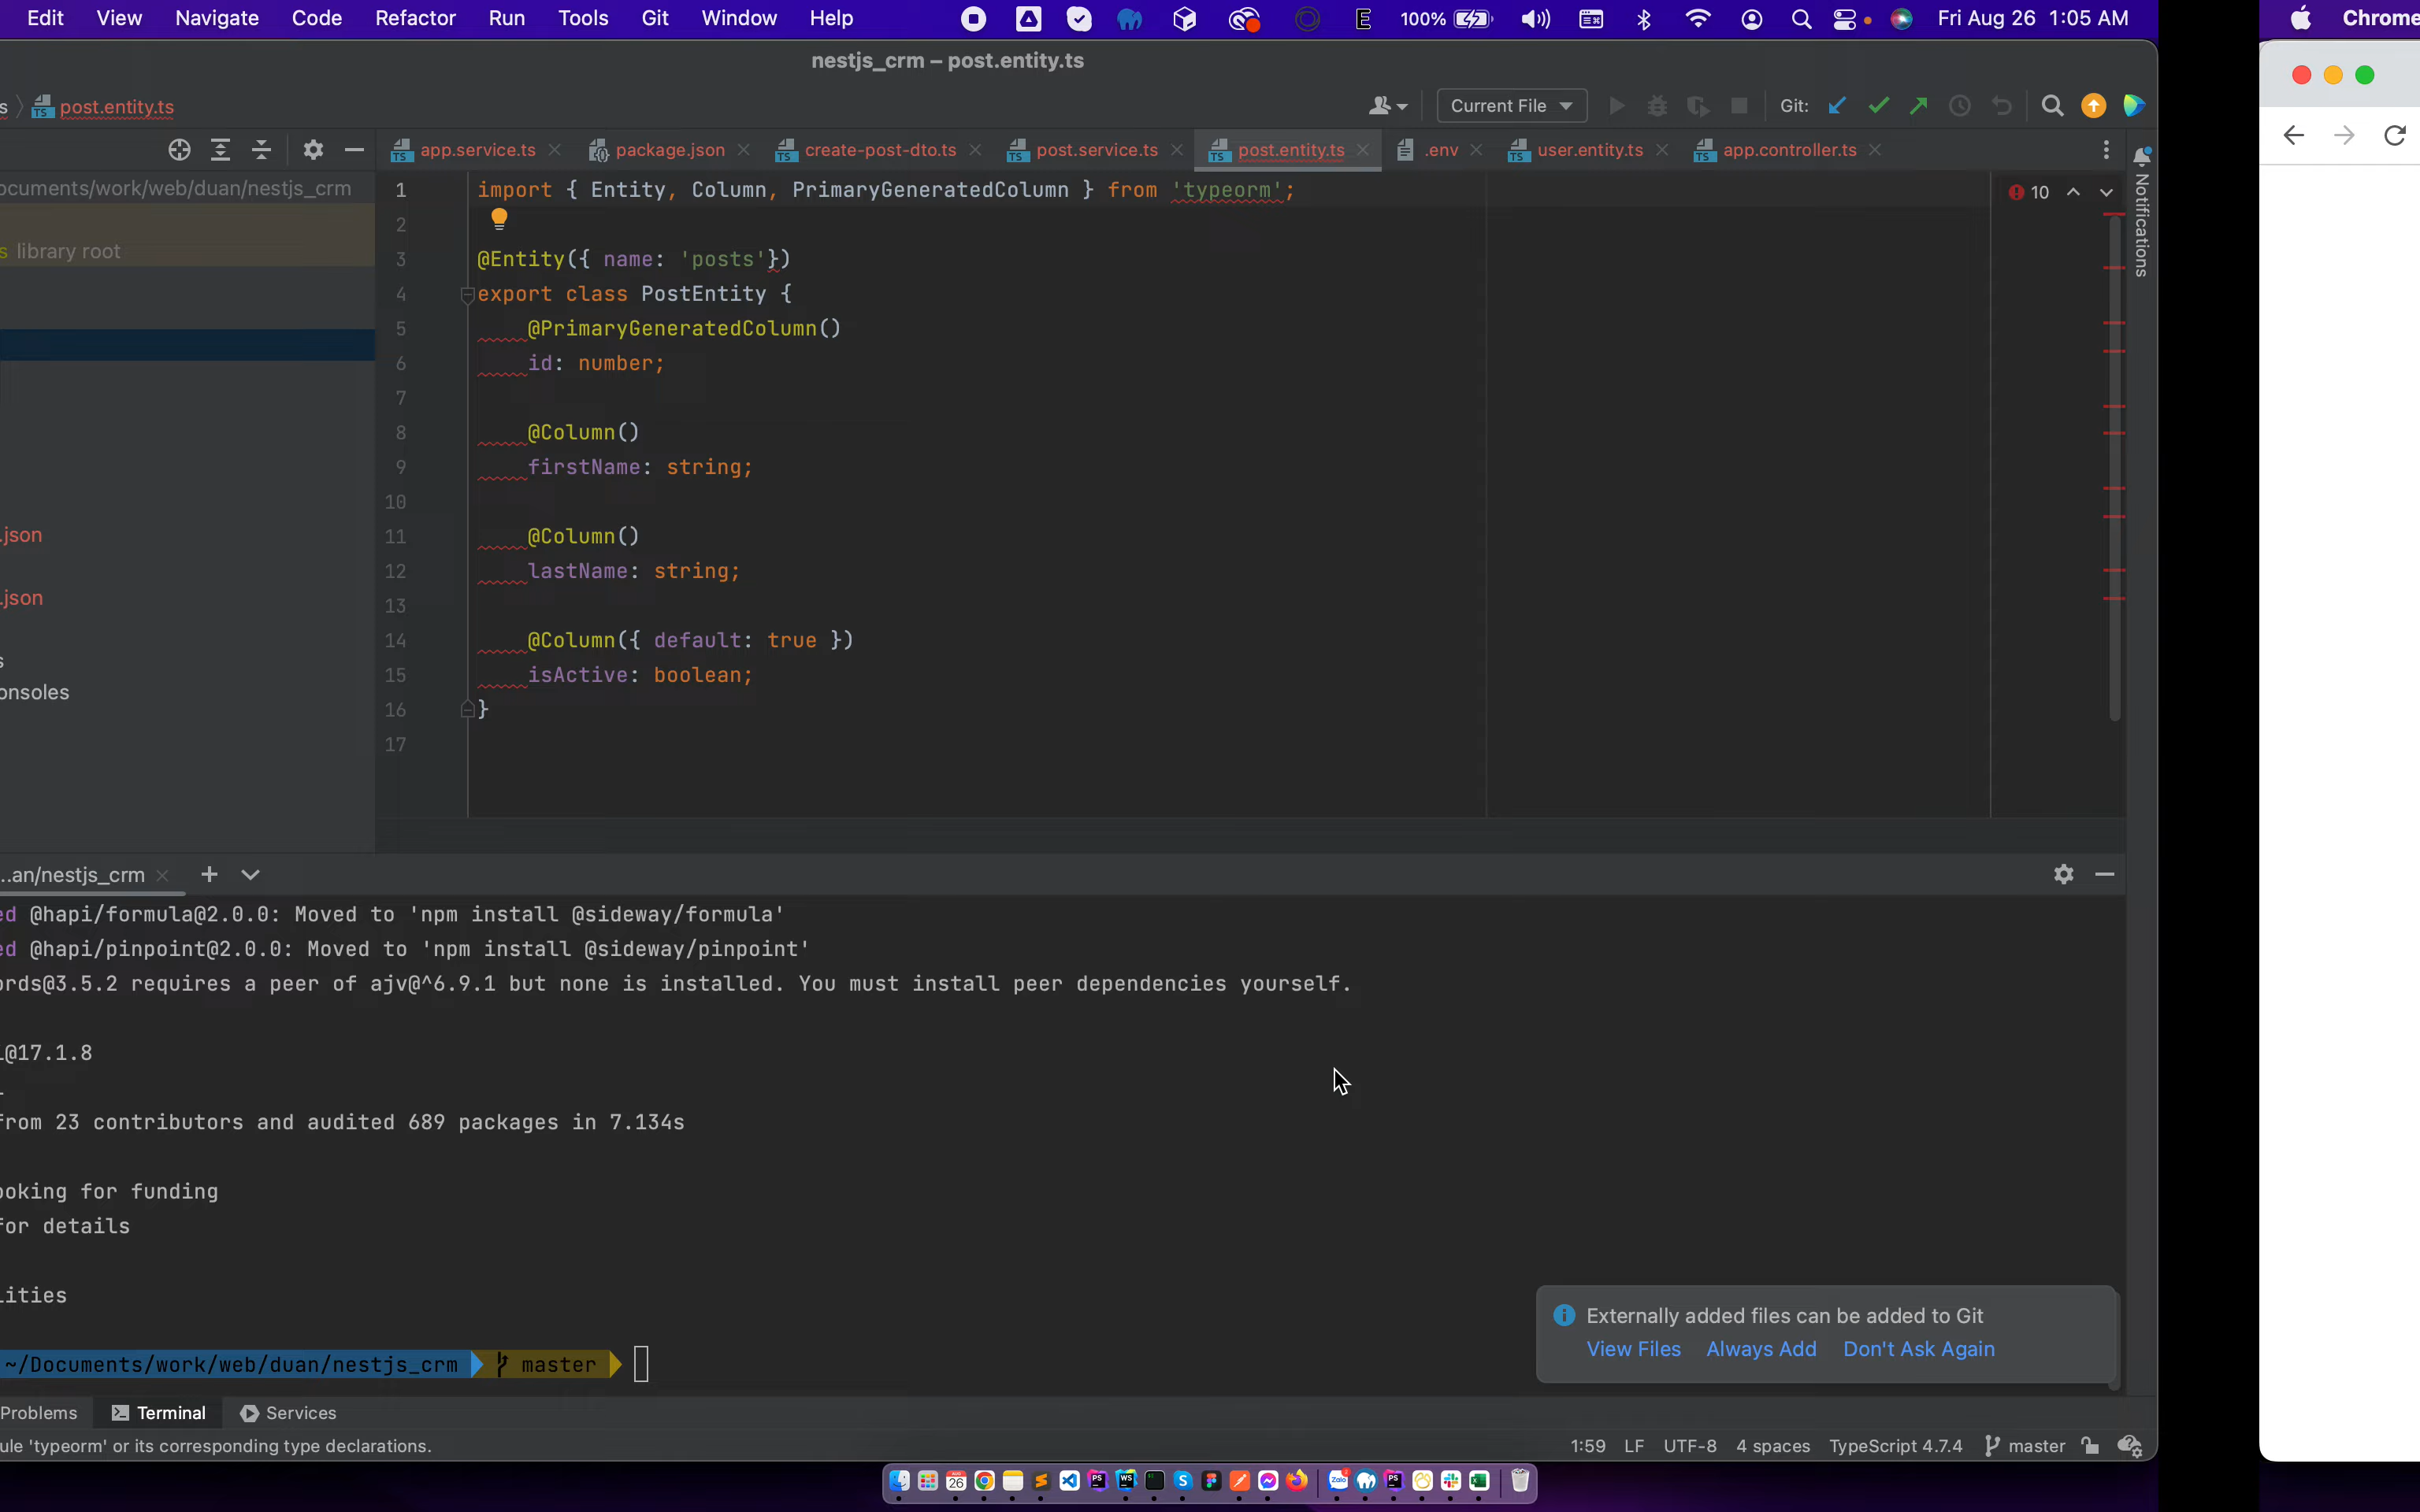 Edit View Navigate Code Refactor Run Tools Git Window Help E 100% Fri Aug 26 1:05 AM
Chrome
nestjs_crm – post.entity.ts
s post.entity.ts
Current File Git:
app.service.ts package.json create-post-dto.ts post.service.ts post.entity.ts .env user.entity.ts app.controller.ts
ocuments/work/web/duan/nestjs_crm
s library root
.json
.json
s
onsoles
1 import { Entity, Column, PrimaryGeneratedColumn } from 'typeorm';
2
3 @Entity({ name: 'posts'})
4 export class PostEntity {
5 @PrimaryGeneratedColumn()
6 id: number;
7
8 @Column()
9 firstName: string;
10
11 @Column()
12 lastName: string;
13
14 @Column({ default: true })
15 isActive: boolean;
16 }
17
10
Notifications
..an/nestjs_crm
ed @hapi/formula@2.0.0: Moved to 'npm install @sideway/formula'
ed @hapi/pinpoint@2.0.0: Moved to 'npm install @sideway/pinpoint'
ords@3.5.2 requires a peer of ajv@^6.9.1 but none is installed. You must install peer dependencies yourself.
i@17.1.8
from 23 contributors and audited 689 packages in 7.134s
ooking for funding
for details
lities
~/Documents/work/web/duan/nestjs_crm master
Externally added files can be added to Git
View Files Always Add Don't Ask Again
Problems Terminal Services
ule 'typeorm' or its corresponding type declarations.
1:59 LF UTF-8 4 spaces TypeScript 4.7.4 master